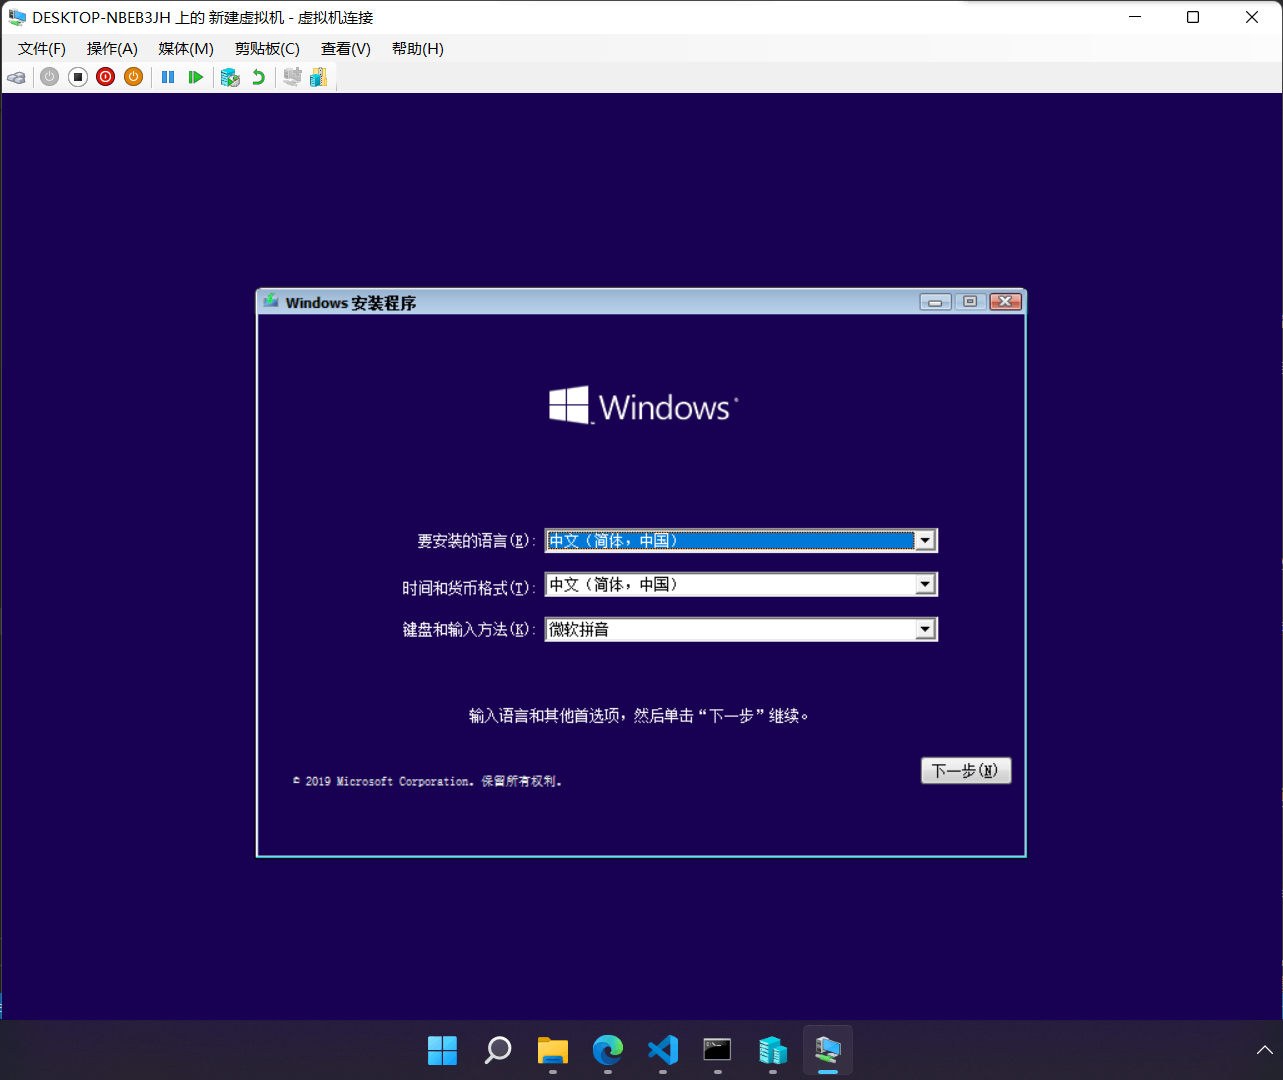 DESKTOP-NBEB3JH 上的 新建虚拟机 - 虚拟机连接
文件(F) 操作(A) 媒体(M) 剪贴板(C) 查看(V) 帮助(H)
Windows 安装程序
Windows
要安装的语言(E): 中文（简体，中国）
时间和货币格式(T): 中文（简体，中国）
键盘和输入方法(K): 微软拼音
输入语言和其他首选项，然后单击“下一步”继续。
下一步(N)
© 2019 Microsoft Corporation. 保留所有权利.